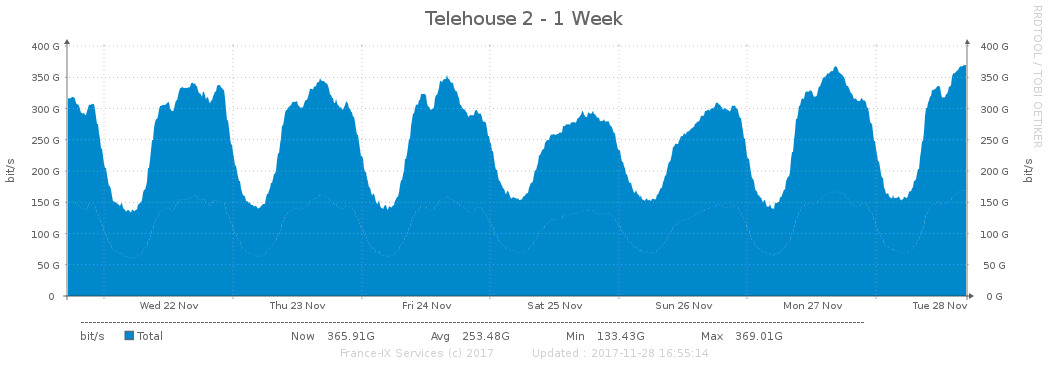 Telehouse 2 - 1 Week
RRDTOOL / TOBI OETIKER
400 G 400 G
350 G 350 G
300 G 300 G
250 G 250 G
200 G 200 G
150 G 150 G
100 G 100 G
50 G 50 G
0 0 G
bit/s bit/s
Wed 22 Nov Thu 23 Nov Fri 24 Nov Sat 25 Nov Sun 26 Nov Mon 27 Nov Tue 28 Nov
bit/s Total Now 365.91G Avg 253.48G Min 133.43G Max 369.01G
France-IX Services (c) 2017 Updated : 2017-11-28 16:55:14